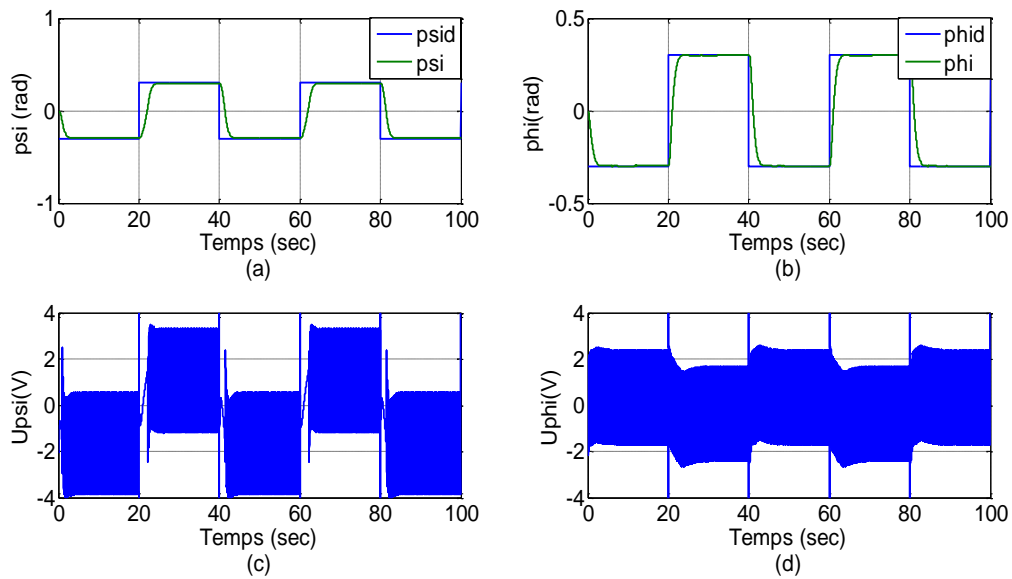 (a)
1
0
-1
psi (rad)
psid
psi
0 20 40 60 80 100
Temps (sec)
(b)
0.5
0
-0.5
phi(rad)
phid
phi
0 20 40 60 80 100
Temps (sec)
4
2
0
-2
-4
Upsi(V)
0 20 40 60 80 100
Temps (sec)
(c)
4
2
0
-2
-4
Uphi(V)
0 20 40 60 80 100
Temps (sec)
(d)